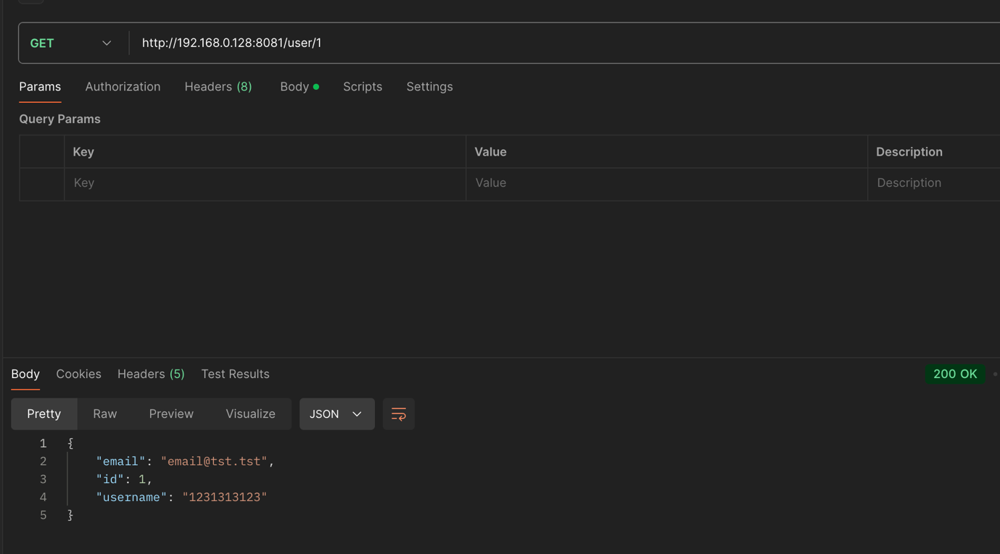 GET http://192.168.0.128:8081/user/1
Params Authorization Headers (8) Body Scripts Settings
Query Params
Key Value Description
Key Value Description
Body Cookies Headers (5) Test Results 200 OK
Pretty Raw Preview Visualize JSON
1 {
2 "email": "email@tst.tst",
3 "id": 1,
4 "username": "1231313123"
5 }